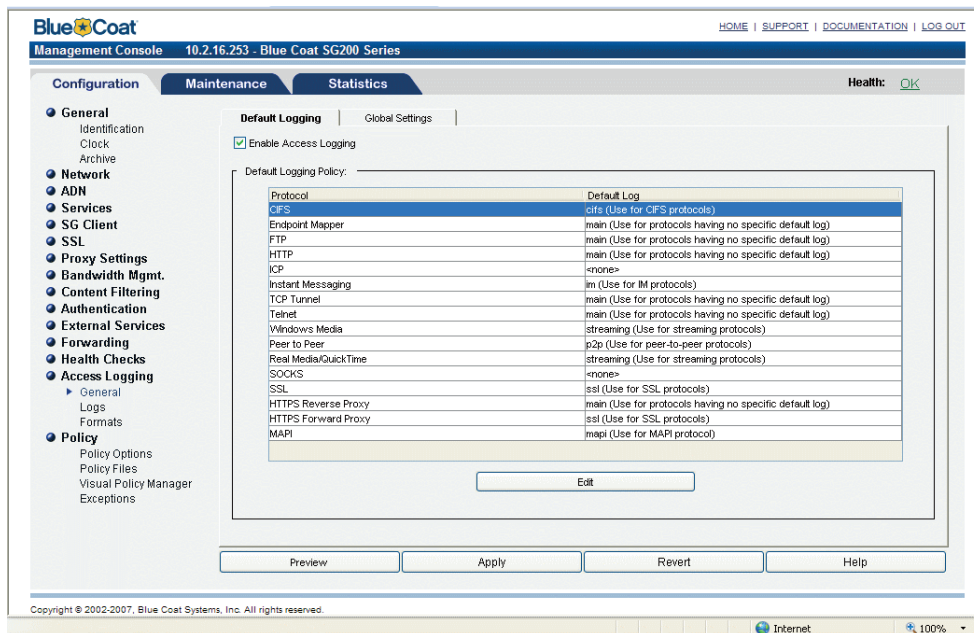 Blue Coat
HOME | SUPPORT | DOCUMENTATION | LOG OUT
Management Console 10.2.16.253 - Blue Coat SG200 Series
Configuration Maintenance Statistics Health: OK
General
Identification
Clock
Archive
Network
ADN
Services
SG Client
SSL
Proxy Settings
Bandwidth Mgmt.
Content Filtering
Authentication
External Services
Forwarding
Health Checks
Access Logging
General
Logs
Formats
Policy
Policy Options
Policy Files
Visual Policy Manager
Exceptions
Default Logging Global Settings
Enable Access Logging
Default Logging Policy:
Protocol Default Log
CIFS cifs (Use for CIFS protocols)
Endpoint Mapper main (Use for protocols having no specific default log)
FTP main (Use for protocols having no specific default log)
HTTP main (Use for protocols having no specific default log)
ICP <none>
Instant Messaging im (Use for IM protocols)
TCP Tunnel main (Use for protocols having no specific default log)
Telnet main (Use for protocols having no specific default log)
Windows Media streaming (Use for streaming protocols)
Peer to Peer p2p (Use for peer-to-peer protocols)
Real Media/QuickTime streaming (Use for streaming protocols)
SOCKS <none>
SSL ssl (Use for SSL protocols)
HTTPS Reverse Proxy main (Use for protocols having no specific default log)
HTTPS Forward Proxy ssl (Use for SSL protocols)
MAPI mapi (Use for MAPI protocol)
Edit
Preview Apply Revert Help
Copyright © 2002-2007, Blue Coat Systems, Inc. All rights reserved.
Internet 100%